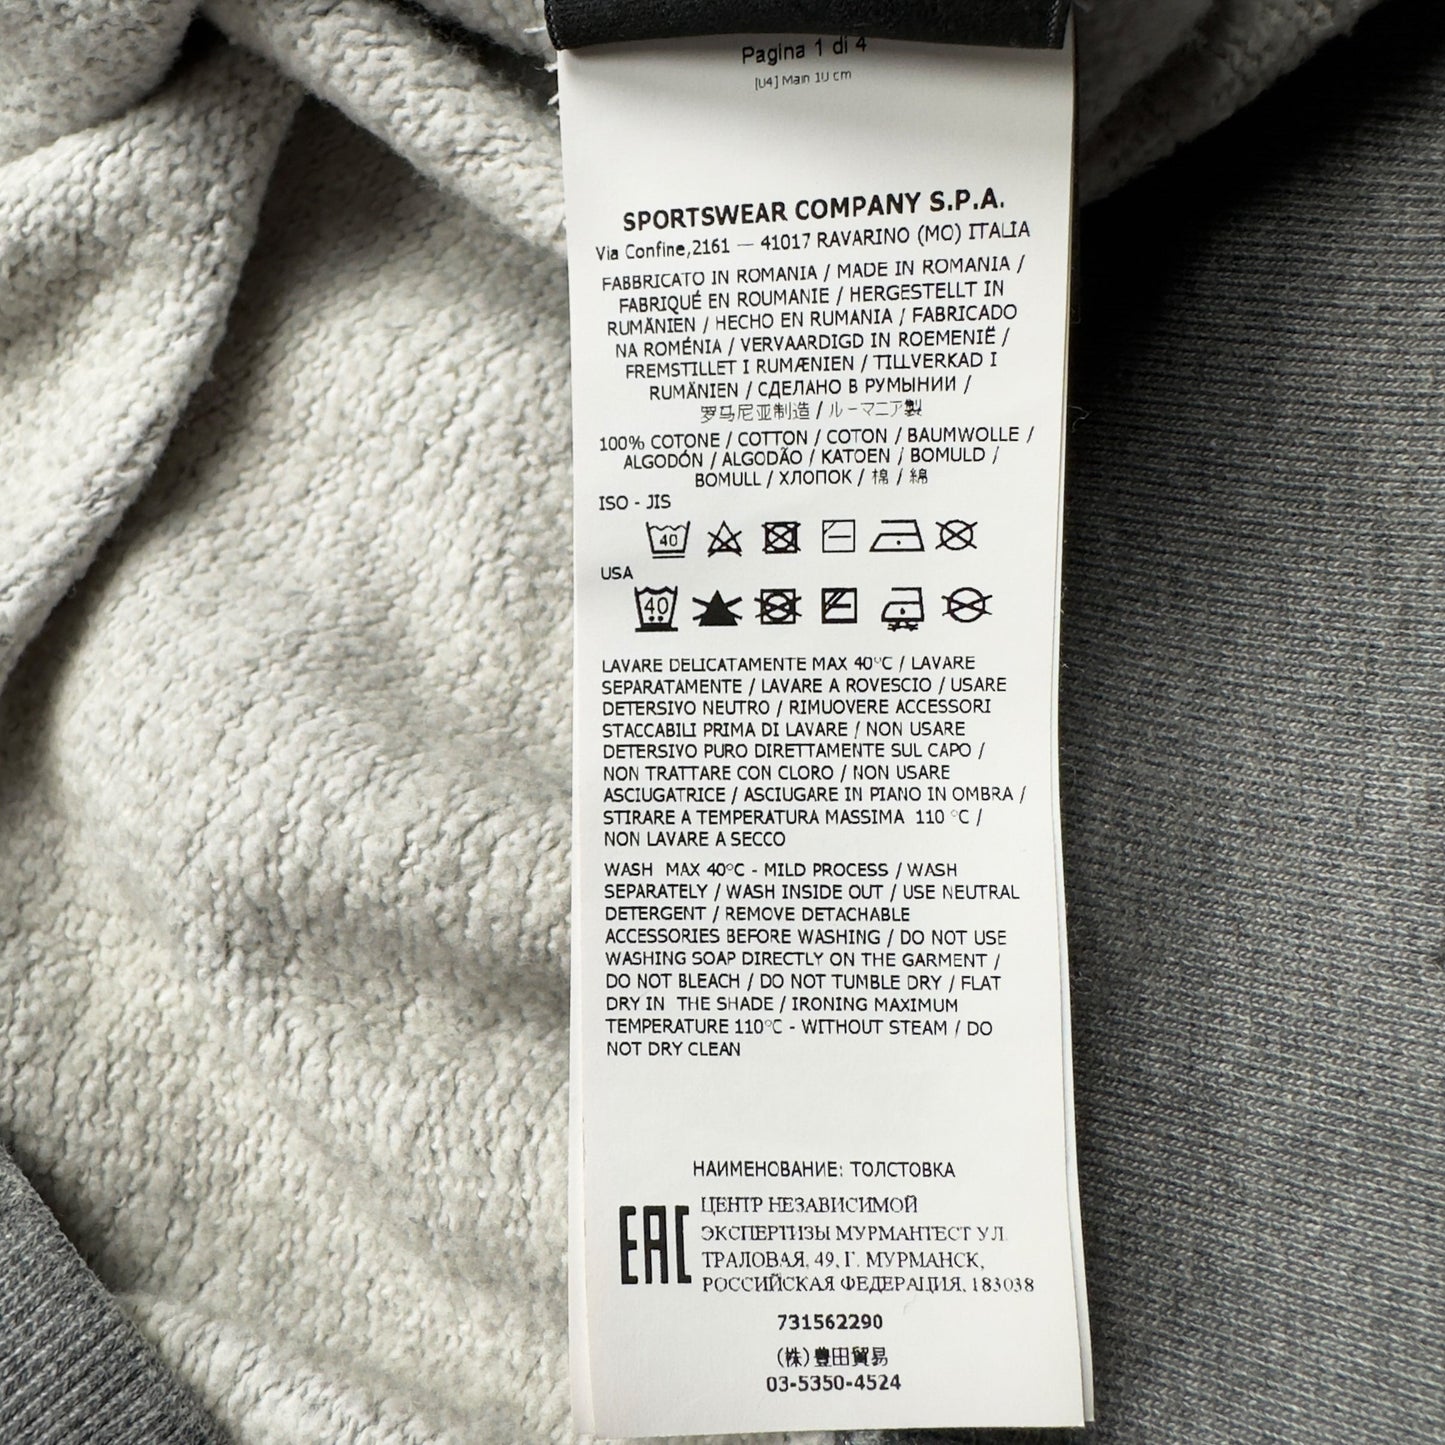 Pagina 1 di 4
[U4] Main 10 cm
SPORTSWEAR COMPANY S.P.A.
Via Confine,2161 — 41017 RAVARINO (MO) ITALIA
FABBRICATO IN ROMANIA / MADE IN ROMANIA /
FABRIQUÉ EN ROUMANIE / HERGESTELLT IN
RUMÄNIEN / HECHO EN RUMANIA / FABRICADO
NA ROMÉNIA / VERVAARDIGD IN ROEMENIË /
FREMSTILLET I RUMÆNIEN / TILLVERKAD I
RUMÄNIEN / СДЕЛАНО В РУМЫНИИ /
罗马尼亚制造 / ルーマニア製
100% COTONE / COTTON / COTON / BAUMWOLLE /
ALGODÓN / ALGODÃO / KATOEN / BOMULD /
BOMULL / ХЛОПОК / 棉 / 綿
ISO - JIS
40
USA
40
LAVARE DELICATAMENTE MAX 40°C / LAVARE
SEPARATAMENTE / LAVARE A ROVESCIO / USARE
DETERSIVO NEUTRO / RIMUOVERE ACCESSORI
STACCABILI PRIMA DI LAVARE / NON USARE
DETERSIVO PURO DIRETTAMENTE SUL CAPO /
NON TRATTARE CON CLORO / NON USARE
ASCIUGATRICE / ASCIUGARE IN PIANO IN OMBRA /
STIRARE A TEMPERATURA MASSIMA 110 °C /
NON LAVARE A SECCO
WASH MAX 40°C - MILD PROCESS / WASH
SEPARATELY / WASH INSIDE OUT / USE NEUTRAL
DETERGENT / REMOVE DETACHABLE
ACCESSORIES BEFORE WASHING / DO NOT USE
WASHING SOAP DIRECTLY ON THE GARMENT /
DO NOT BLEACH / DO NOT TUMBLE DRY / FLAT
DRY IN THE SHADE / IRONING MAXIMUM
TEMPERATURE 110°C - WITHOUT STEAM / DO
NOT DRY CLEAN
НАИМЕНОВАНИЕ: ТОЛСТОВКА
EAC
ЦЕНТР НЕЗАВИСИМОЙ
ЭКСПЕРТИЗЫ МУРМАНТЕСТ УЛ.
ТРАЛОВАЯ, 49, Г. МУРМАНСК,
РОССИЙСКАЯ ФЕДЕРАЦИЯ, 183038
731562290
(株)豊田貿易
03-5350-4524